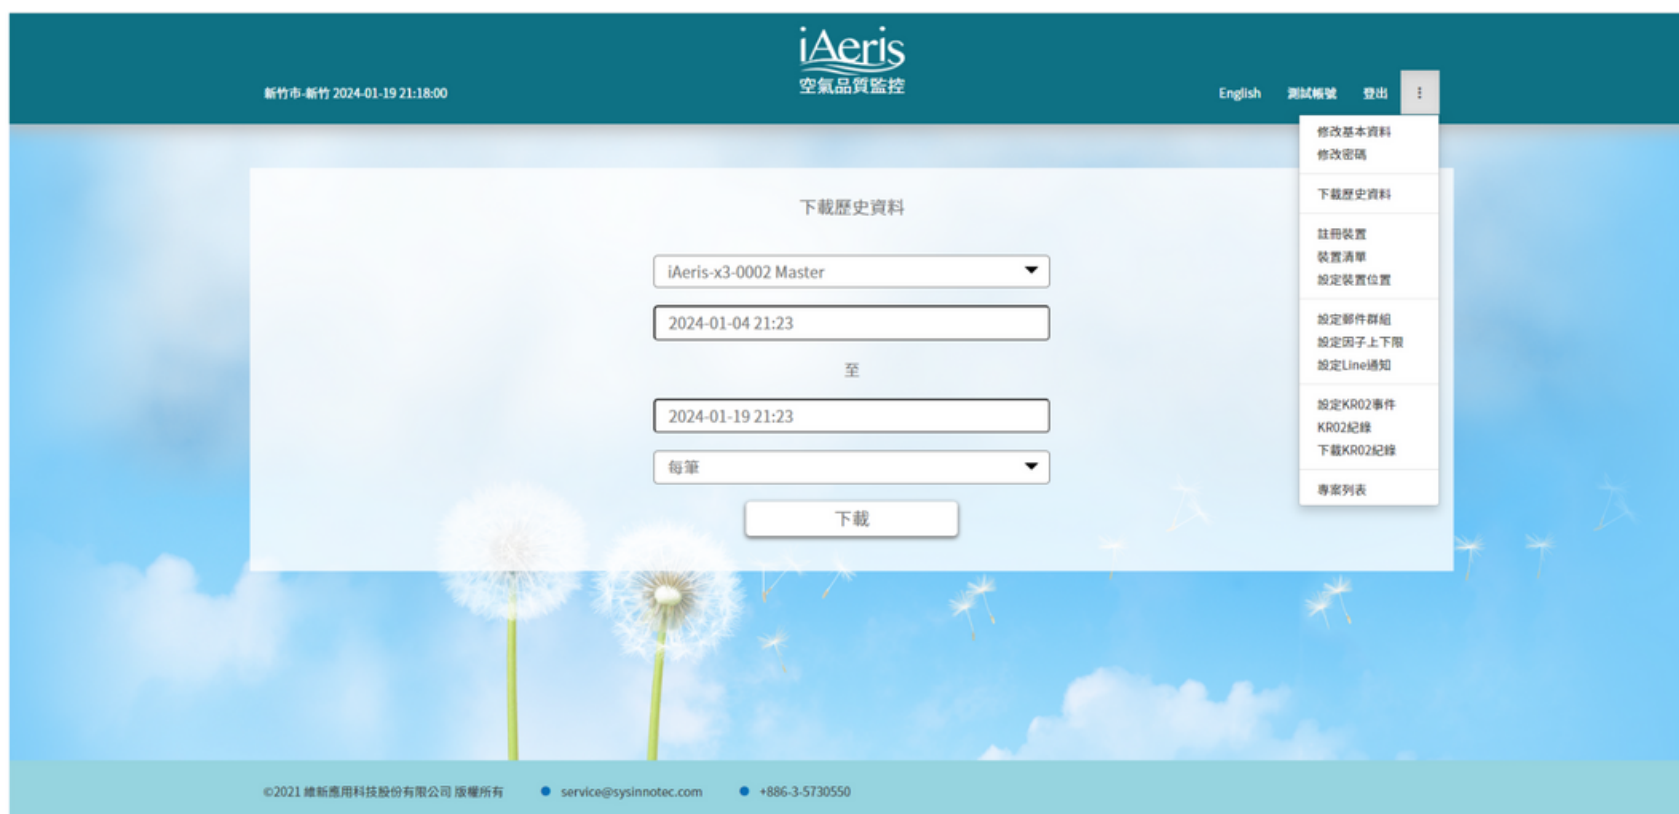 iAeris
空氣品質監控
新竹市-新竹 2024-01-19 21:18:00
English 測試帳號 登出
修改基本資料
修改密碼
下載歷史資料
註冊裝置
裝置清單
設定裝置位置
設定郵件群組
設定因子上下限
設定Line通知
設定KR02事件
KR02紀錄
下載KR02紀錄
專案列表
下載歷史資料
iAeris-x3-0002 Master
2024-01-04 21:23
至
2024-01-19 21:23
每筆
下載
©2021 維新應用科技股份有限公司 版權所有 service@sysinnotec.com +886-3-5730550